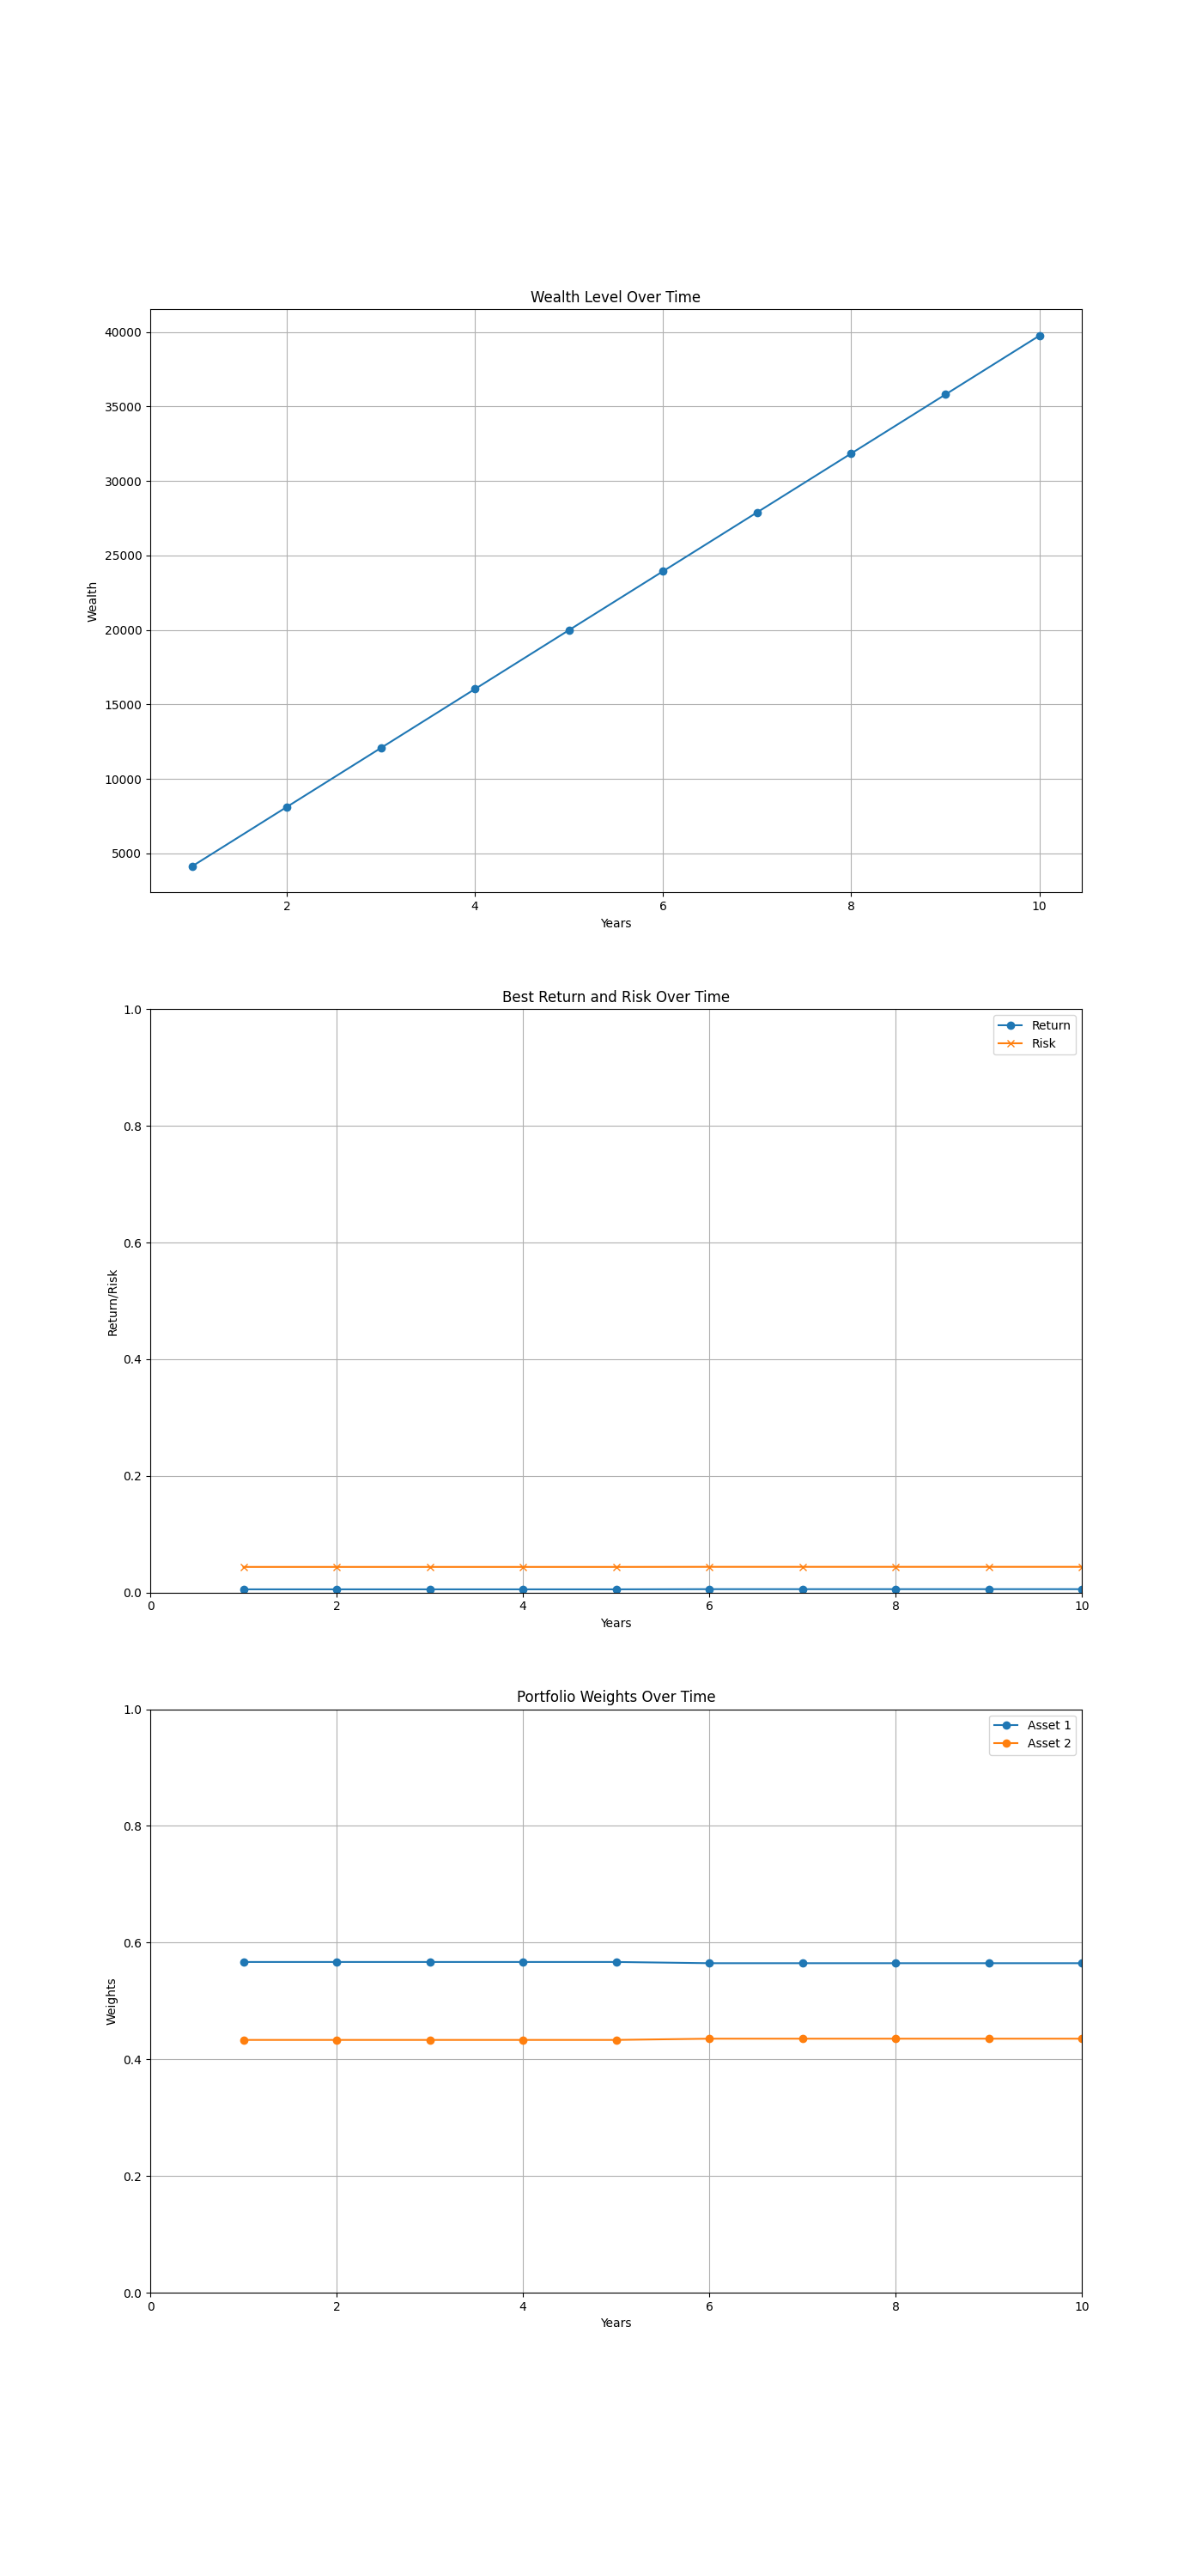 Wealth Level Over Time
40000
35000
30000
25000
20000
15000
10000
5000
Wealth
2 4 6 8 10
Years
Best Return and Risk Over Time
Return
Risk
1.0
0.8
0.6
0.4
0.2
0.0
Return/Risk
0 2 4 6 8 10
Years
Portfolio Weights Over Time
Asset 1
Asset 2
1.0
0.8
0.6
0.4
0.2
0.0
Weights
0 2 4 6 8 10
Years